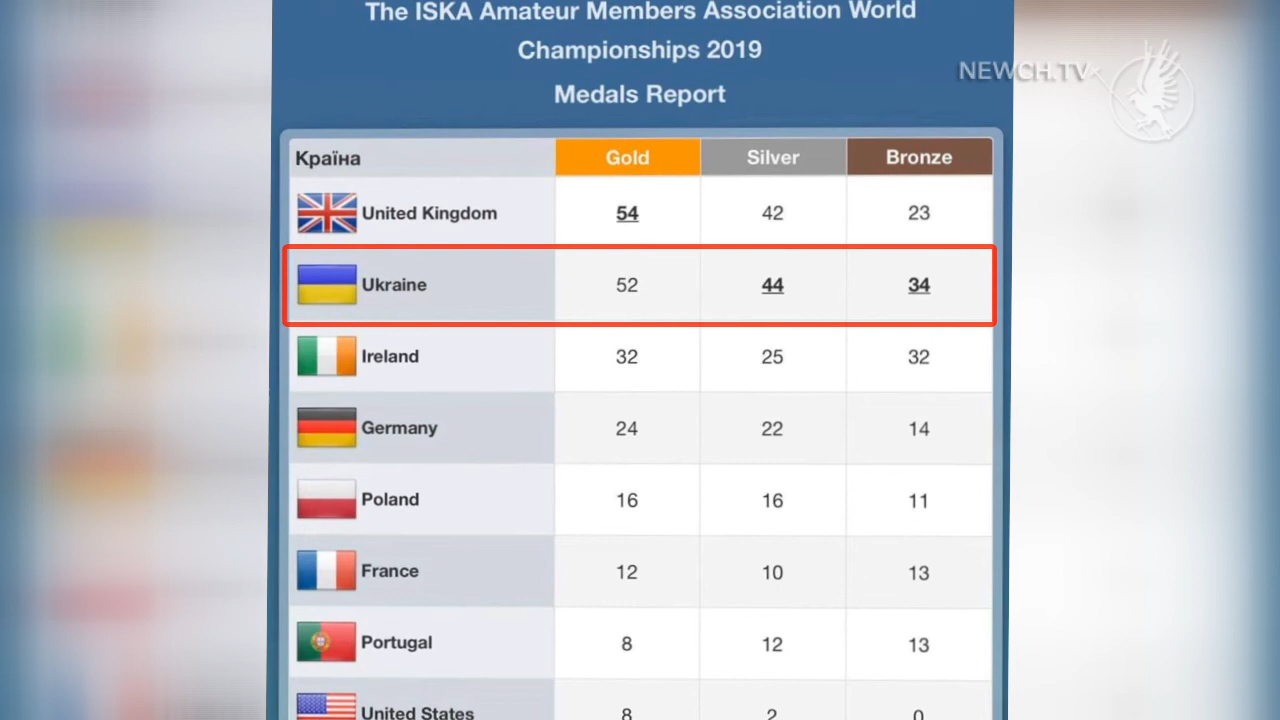 The ISKA Amateur Members Association World
Championships 2019
Medals Report
NEWCH.TV
Країна Gold Silver Bronze
United Kingdom 54 42 23
Ukraine 52 44 34
Ireland 32 25 32
Germany 24 22 14
Poland 16 16 11
France 12 10 13
Portugal 8 12 13
United States 8 2 0